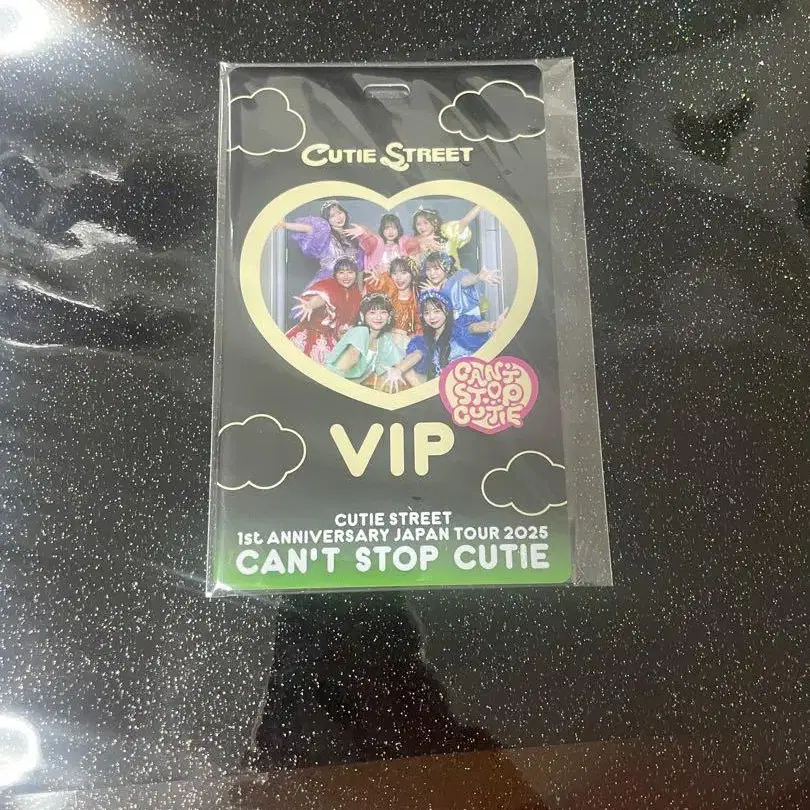 CUTIE STREET
CAN'T
STOP
CUTIE
VIP
CUTIE STREET
1st ANNIVERSARY JAPAN TOUR 2025
CAN'T STOP CUTIE